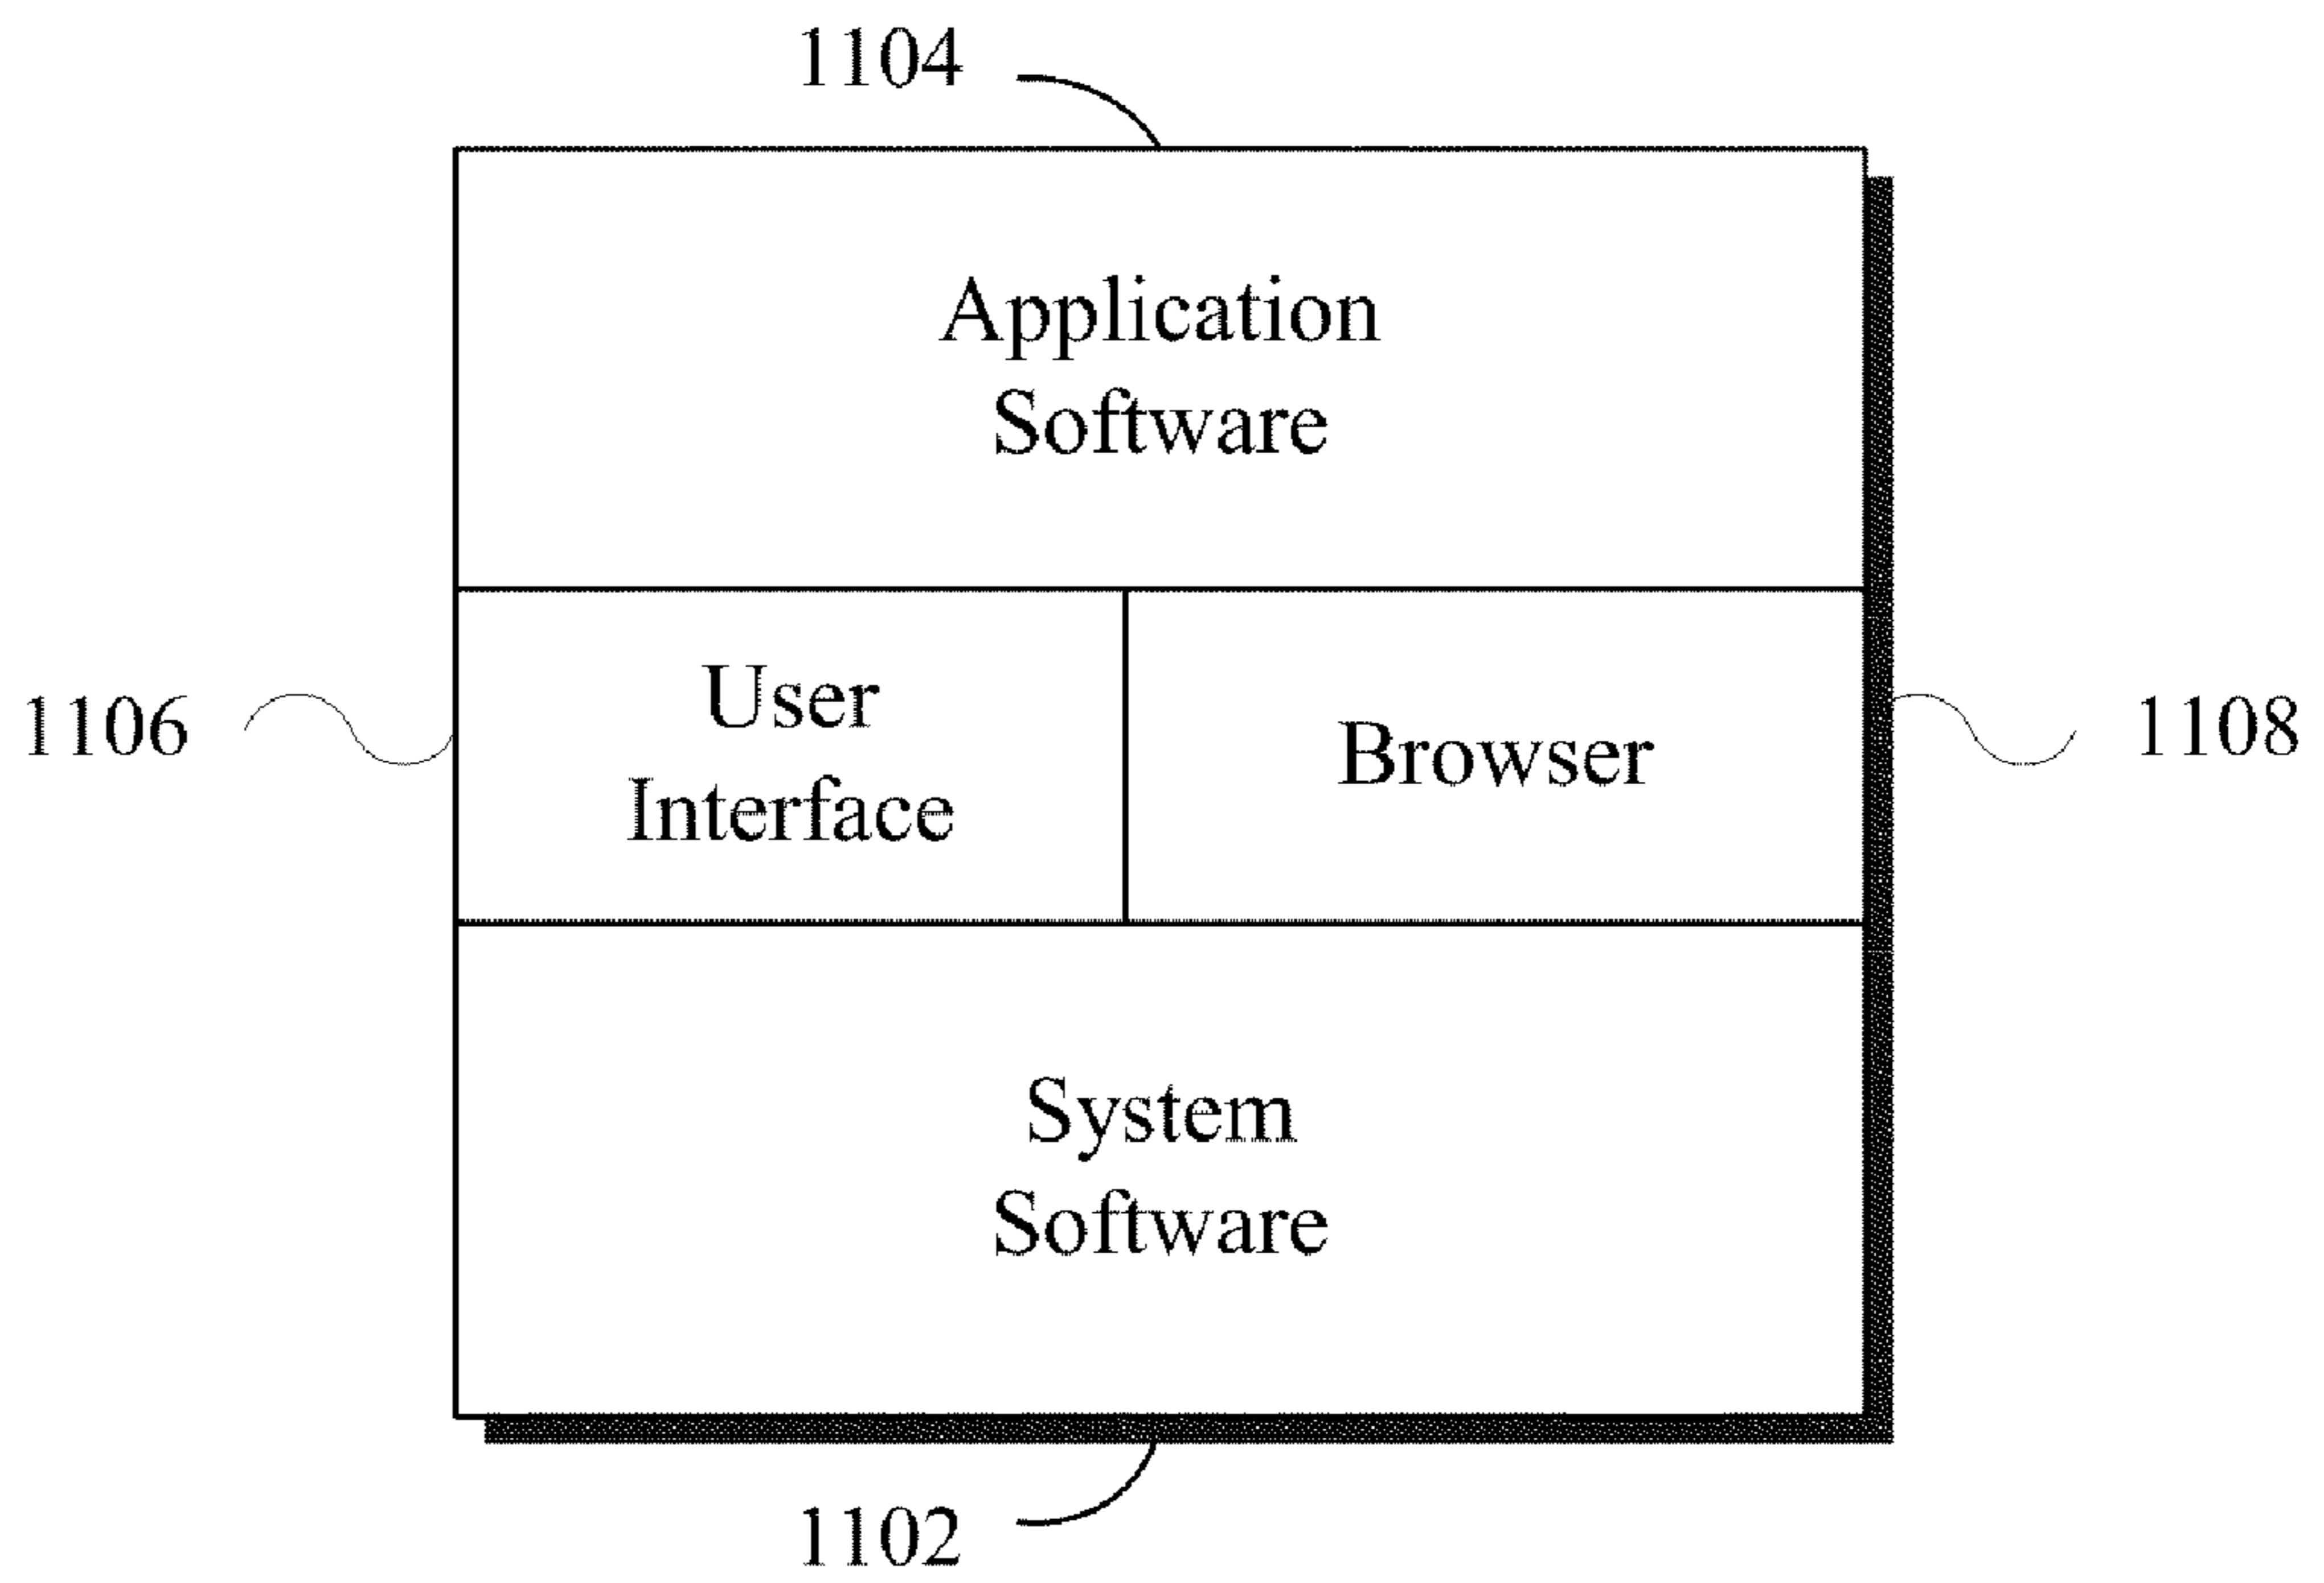 1104
Application
Software
User
Interface
Browser
1106
1108
System
Software
1102